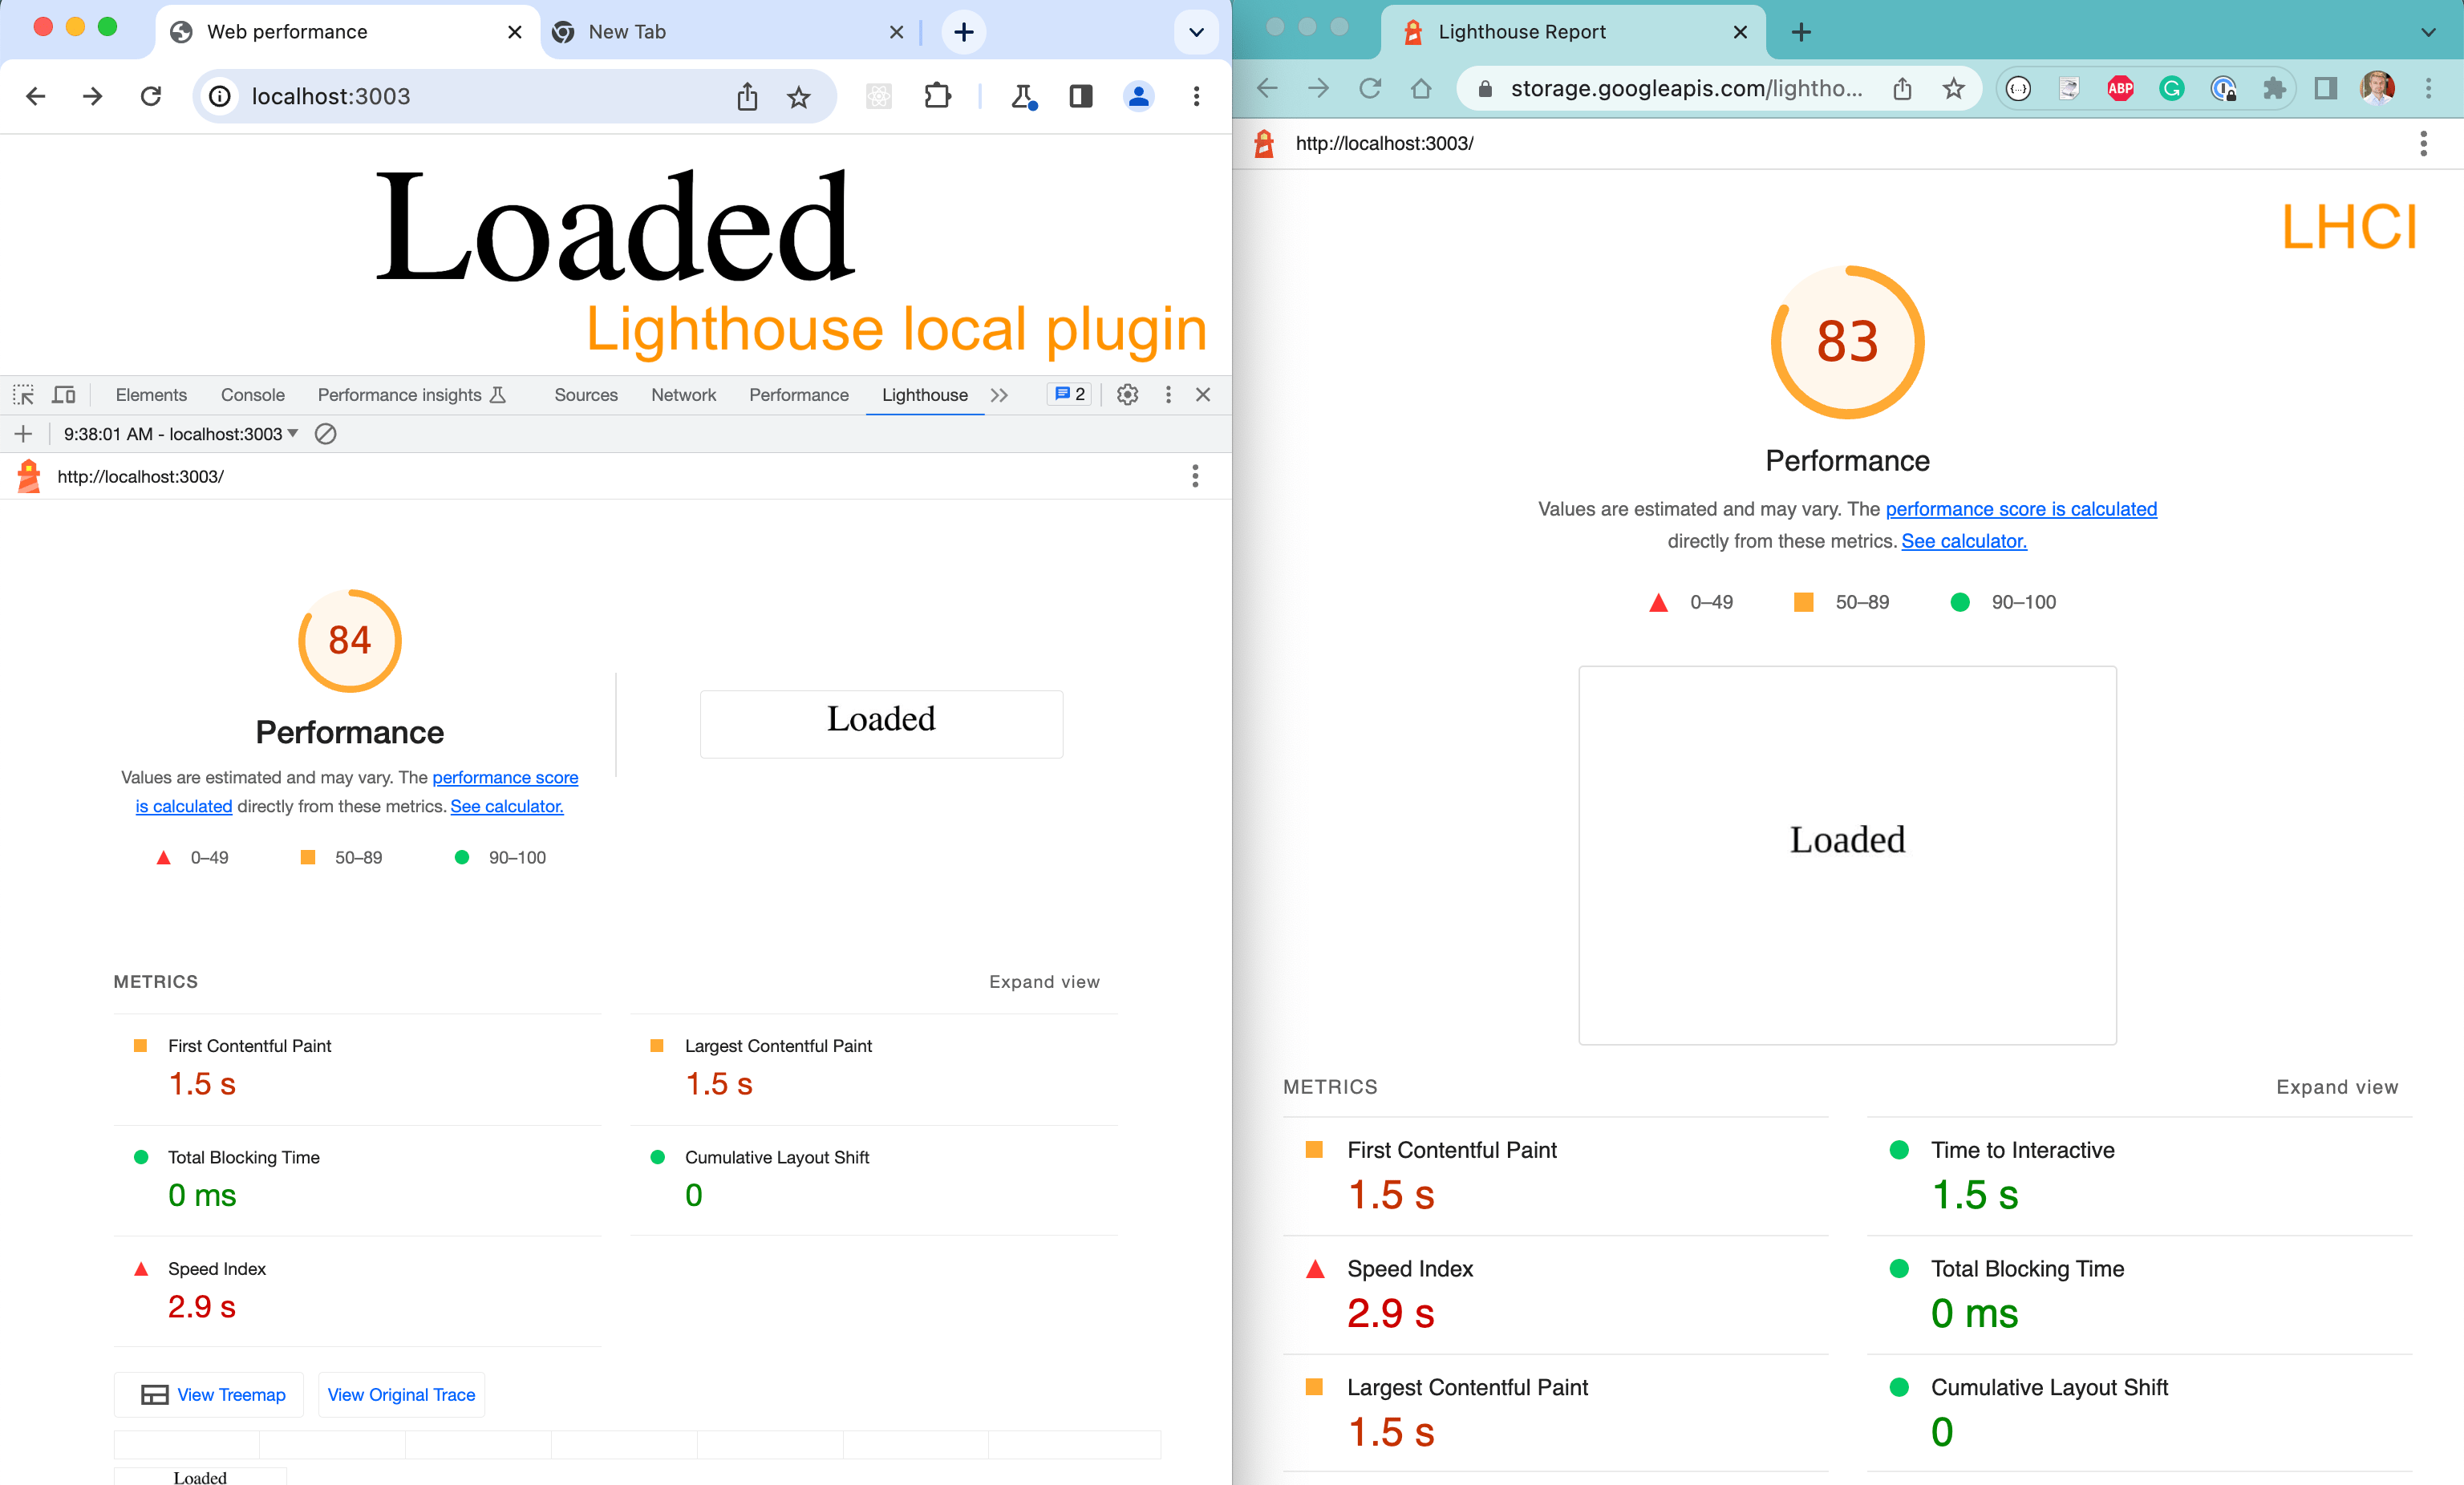 Web performance
New Tab
localhost:3003
Loaded
Lighthouse local plugin
Elements
Console
Performance insights
Sources
Network
Performance
Lighthouse
2
9:38:01 AM - localhost:3003
http://localhost:3003/
84
Performance
Values are estimated and may vary. The performance score
is calculated directly from these metrics. See calculator.
0–49
50–89
90–100
Loaded
METRICS
Expand view
First Contentful Paint
1.5 s
Largest Contentful Paint
1.5 s
Total Blocking Time
0 ms
Cumulative Layout Shift
0
Speed Index
2.9 s
View Treemap
View Original Trace
Loaded
Lighthouse Report
storage.googleapis.com/lightho...
{...}
ABP
http://localhost:3003/
LHCI
83
Performance
Values are estimated and may vary. The performance score is calculated
directly from these metrics. See calculator.
0–49
50–89
90–100
Loaded
METRICS
Expand view
First Contentful Paint
1.5 s
Time to Interactive
1.5 s
Speed Index
2.9 s
Total Blocking Time
0 ms
Largest Contentful Paint
1.5 s
Cumulative Layout Shift
0